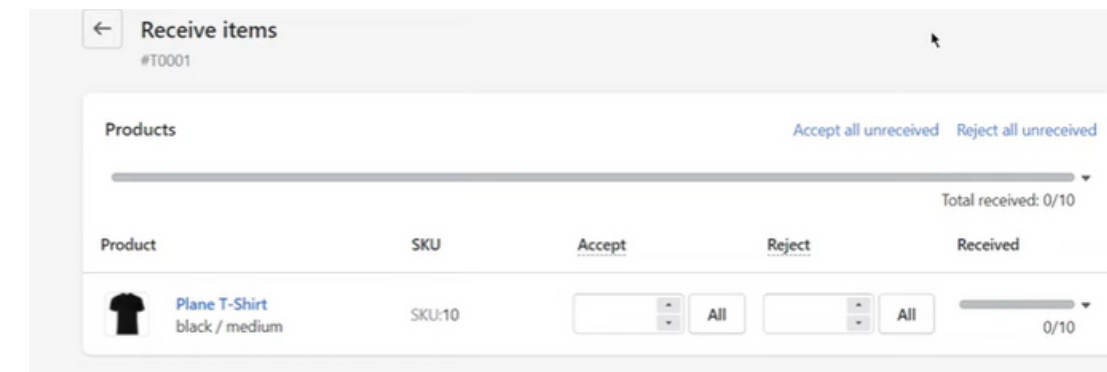 Receive items
#T0001
Products Accept all unreceived Reject all unreceived
Total received: 0/10
Product SKU Accept Reject Received
Plane T-Shirt
black / medium
SKU:10 All All
0/10